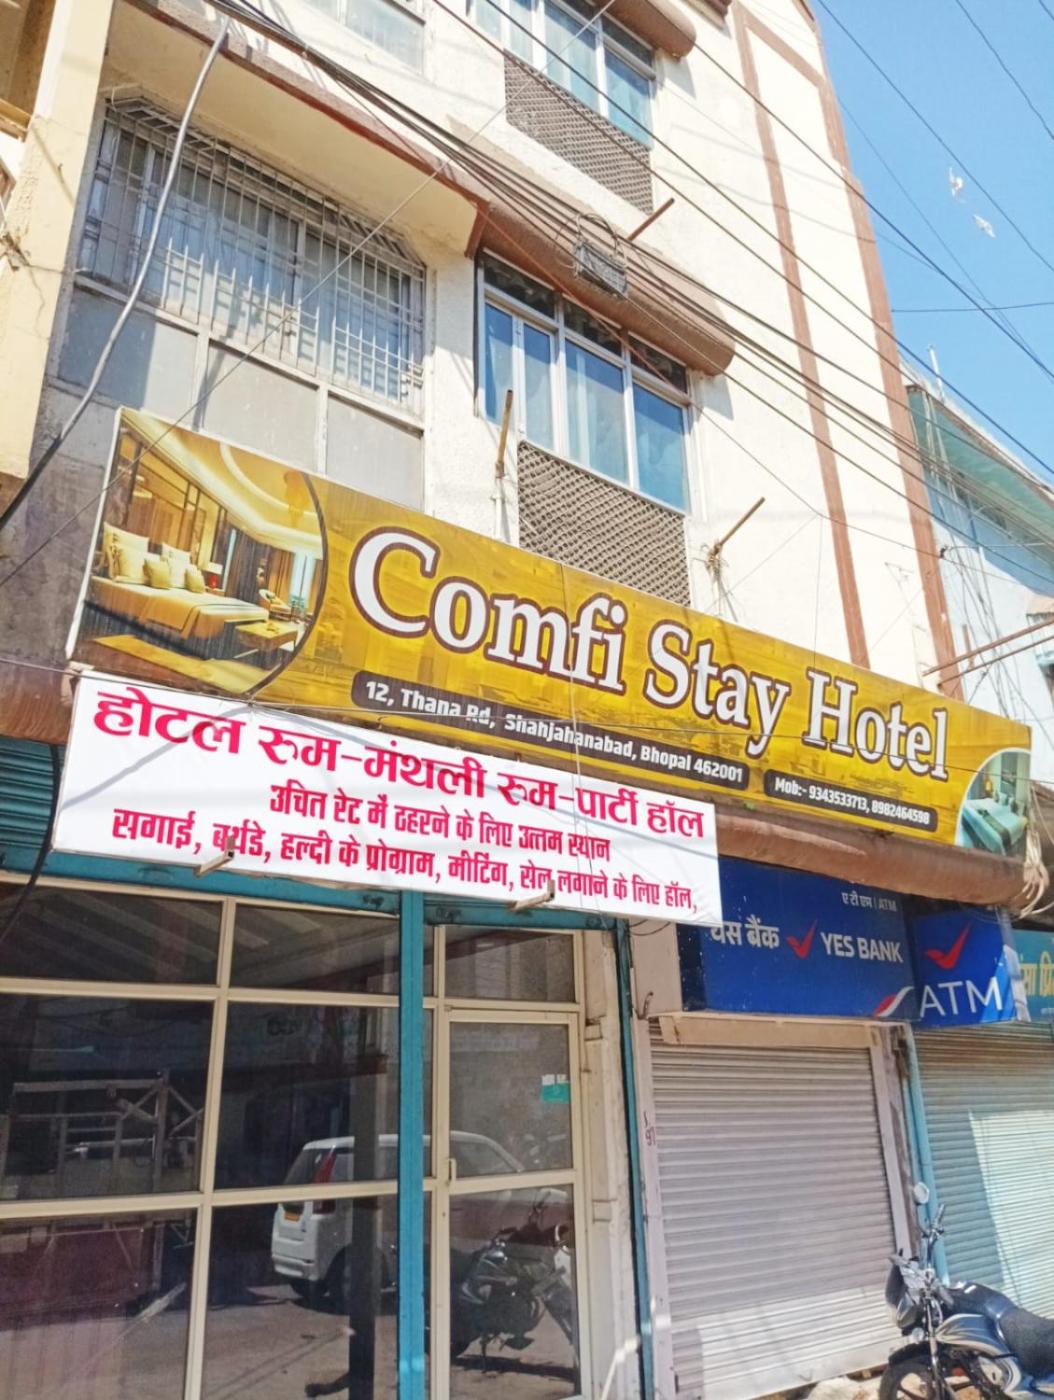 Comfi Stay Hotel
12, Thana Rd, Shahjahanabad, Bhopal 462001
Mob:- 9343533713, 8982464598
होटल रुम-मंथली रुम-पार्टी हॉल
उचित रेट मै ठहरने के लिए उत्तम स्थान
सगाई, बर्थडे, हल्दी के प्रोग्राम, मीटिंग, सेल लगाने के लिए हॉल,
ए टी एम | ATM
यस बैंक YES BANK
ATM